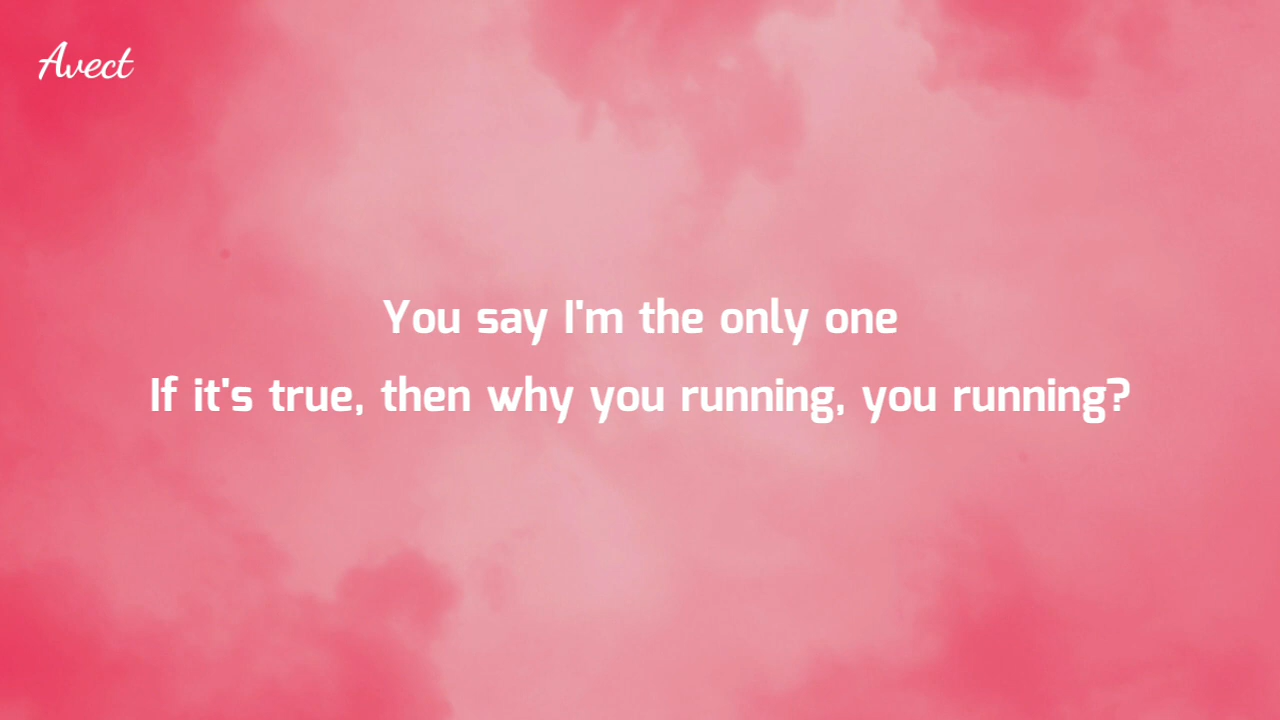 Avect
You say I'm the only one
If it's true, then why you running, you running?